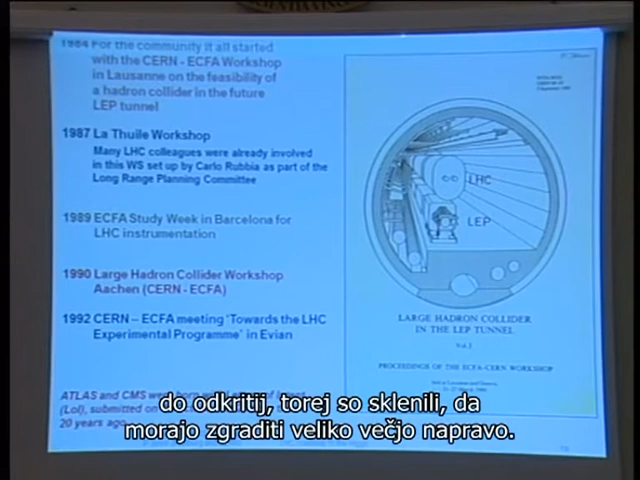 1984 For the community it all started
with the CERN - ECFA Workshop
in Lausanne on the feasibility of
a hadron collider in the future
LEP tunnel
1987 La Thuile Workshop
Many LHC colleagues were already involved
in this WS set up by Carlo Rubbia as part of the
Long Range Planning Committee
1989 ECFA Study Week in Barcelona for
LHC instrumentation
1990 Large Hadron Collider Workshop
Aachen (CERN - ECFA)
1992 CERN – ECFA meeting 'Towards the LHC
Experimental Programme' in Evian
ATLAS and CMS were born
(LoI), submitted on
20 years ago
LHC
LEP
LARGE HADRON COLLIDER
IN THE LEP TUNNEL
Vol. I
PROCEEDINGS OF THE ECFA-CERN WORKSHOP
do odkritij, torej so sklenili, da
morajo zgraditi veliko večjo napravo.